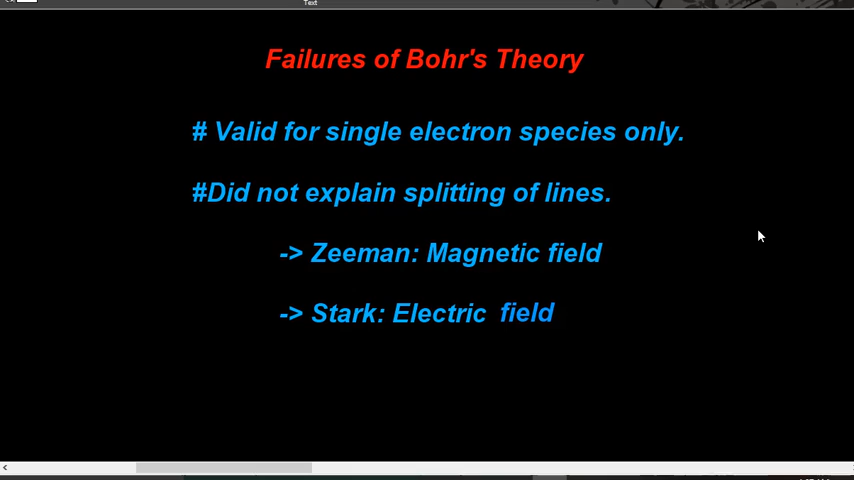 Text
Failures of Bohr's Theory
# Valid for single electron species only.
#Did not explain splitting of lines.
-> Zeeman: Magnetic field
-> Stark: Electric field